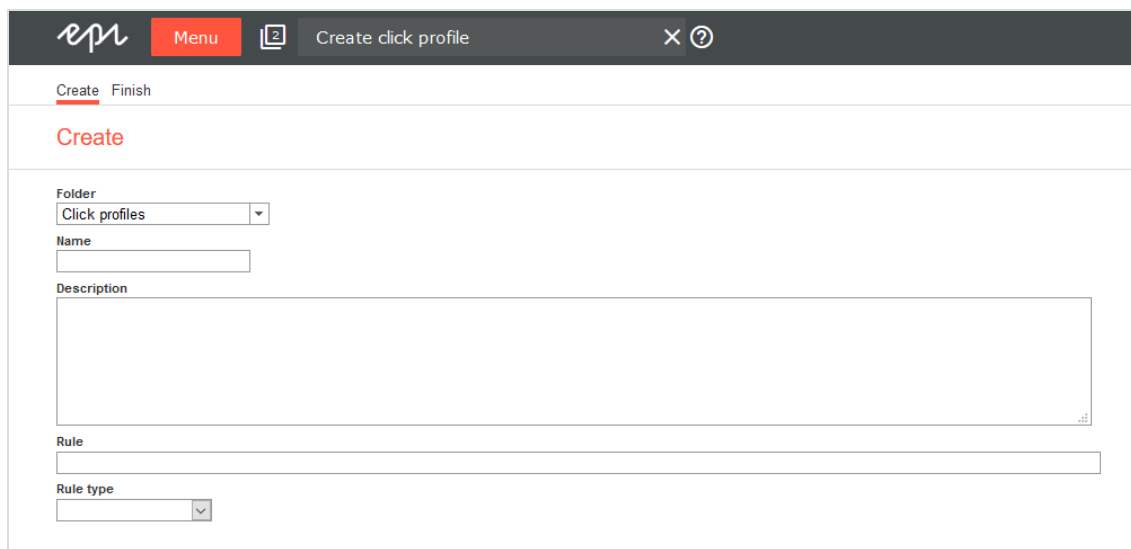 epi Menu 2 Create click profile
Create Finish
Create
Folder
Click profiles
Name
Description
Rule
Rule type